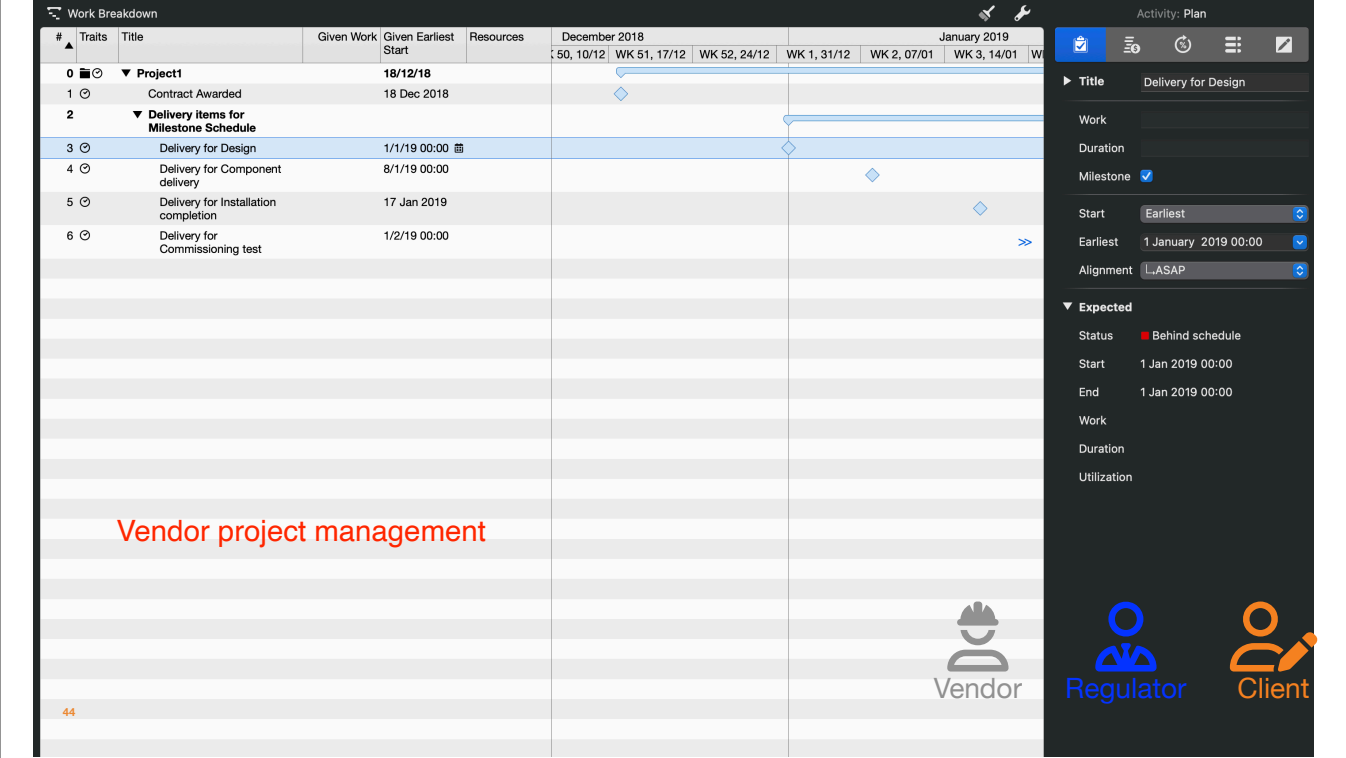 Work Breakdown
# Traits Title Given Work Given Earliest Start Resources
December 2018 January 2019
50, 10/12 WK 51, 17/12 WK 52, 24/12 WK 1, 31/12 WK 2, 07/01 WK 3, 14/01
0 Project1 18/12/18
1 Contract Awarded 18 Dec 2018
2 Delivery items for
Milestone Schedule
3 Delivery for Design 1/1/19 00:00
4 Delivery for Component 8/1/19 00:00
delivery
5 Delivery for Installation 17 Jan 2019
completion
6 Delivery for 1/2/19 00:00
Commissioning test
Vendor project management
44
Activity: Plan
Title Delivery for Design
Work
Duration
Milestone
Start Earliest
Earliest 1 January 2019 00:00
Alignment ASAP
Expected
Status Behind schedule
Start 1 Jan 2019 00:00
End 1 Jan 2019 00:00
Work
Duration
Utilization
Vendor Regulator Client